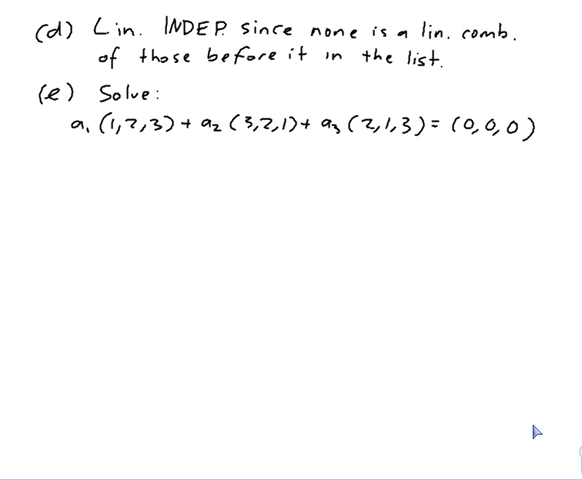 (d) Lin. INDEP. since none is a lin. comb.
of those before it in the list.
(e) Solve:
a₁ (1,2,3) + a₂ (3,2,1) + a₃ (2,1,3) = (0,0,0)